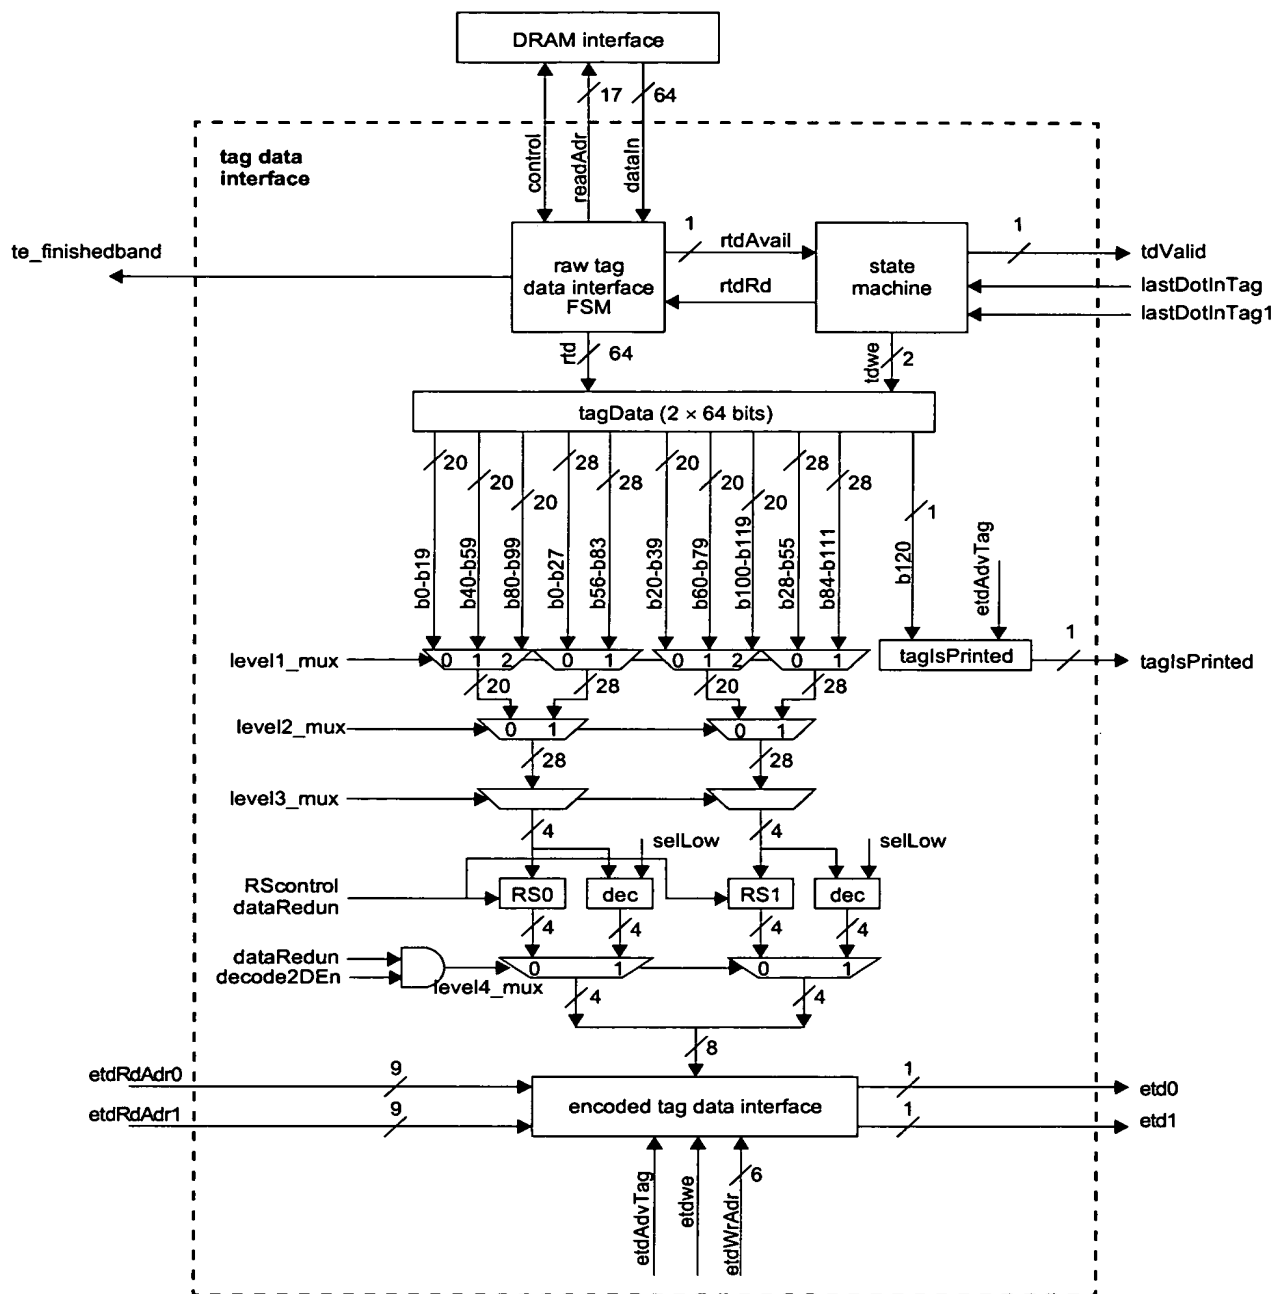 DRAM interface
17
64
control
readAdr
dataIn
tag data
interface
te_finishedband
raw tag
data interface
FSM
1
rtdAvail
rtdRd
state
machine
1
tdValid
lastDotInTag
lastDotInTag1
rtd
64
tdwe
2
tagData (2 × 64 bits)
20
20
20
28
28
20
20
20
28
28
1
b0-b19
b40-b59
b80-b99
b0-b27
b56-b83
b20-b39
b60-b79
b100-b119
b28-b55
b84-b111
b120
etdAdvTag
level1_mux
0 1 2
0 1
0 1 2
0 1
tagIsPrinted
1
tagIsPrinted
20
28
20
28
level2_mux
0 1
0 1
28
28
level3_mux
4
4
selLow
selLow
RScontrol
dataRedun
RS0
dec
RS1
dec
4
4
4
4
dataRedun
decode2DEn
level4_mux
0 1
0 1
4
4
8
etdRdAdr0
9
etdRdAdr1
9
encoded tag data interface
1
etd0
1
etd1
etdAdvTag
etdwe
etdWrAdr
6